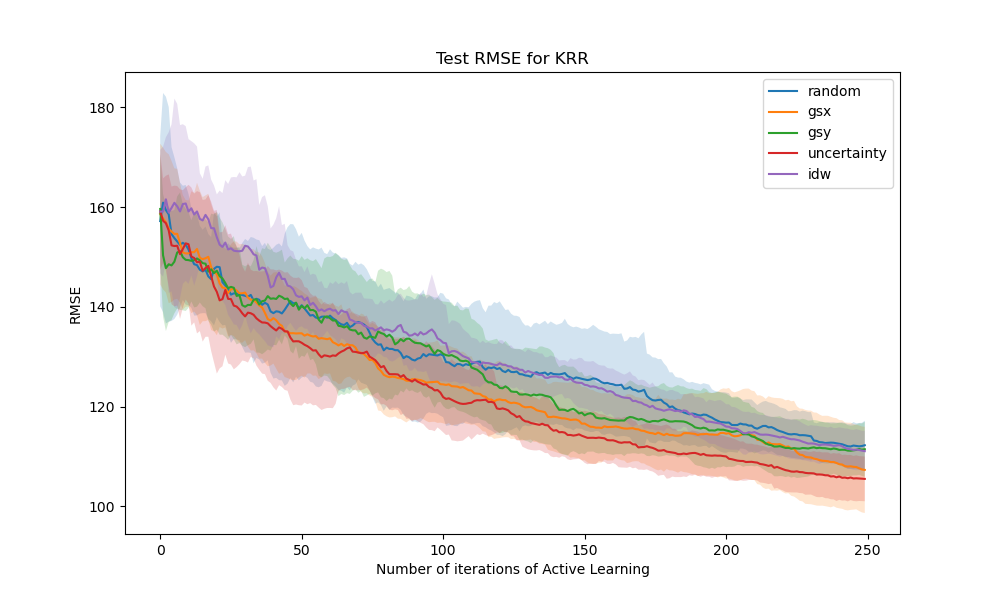 Test RMSE for KRR
random
gsx
gsy
uncertainty
idw
RMSE
180
160
140
120
100
0 50 100 150 200 250
Number of iterations of Active Learning